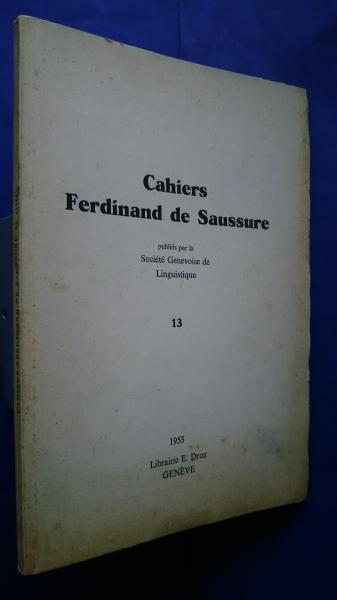 Cahiers
Ferdinand de Saussure
publiés par la
Société Genevoise de
Linguistique
13
1955
Librairie E. Droz
GENÈVE